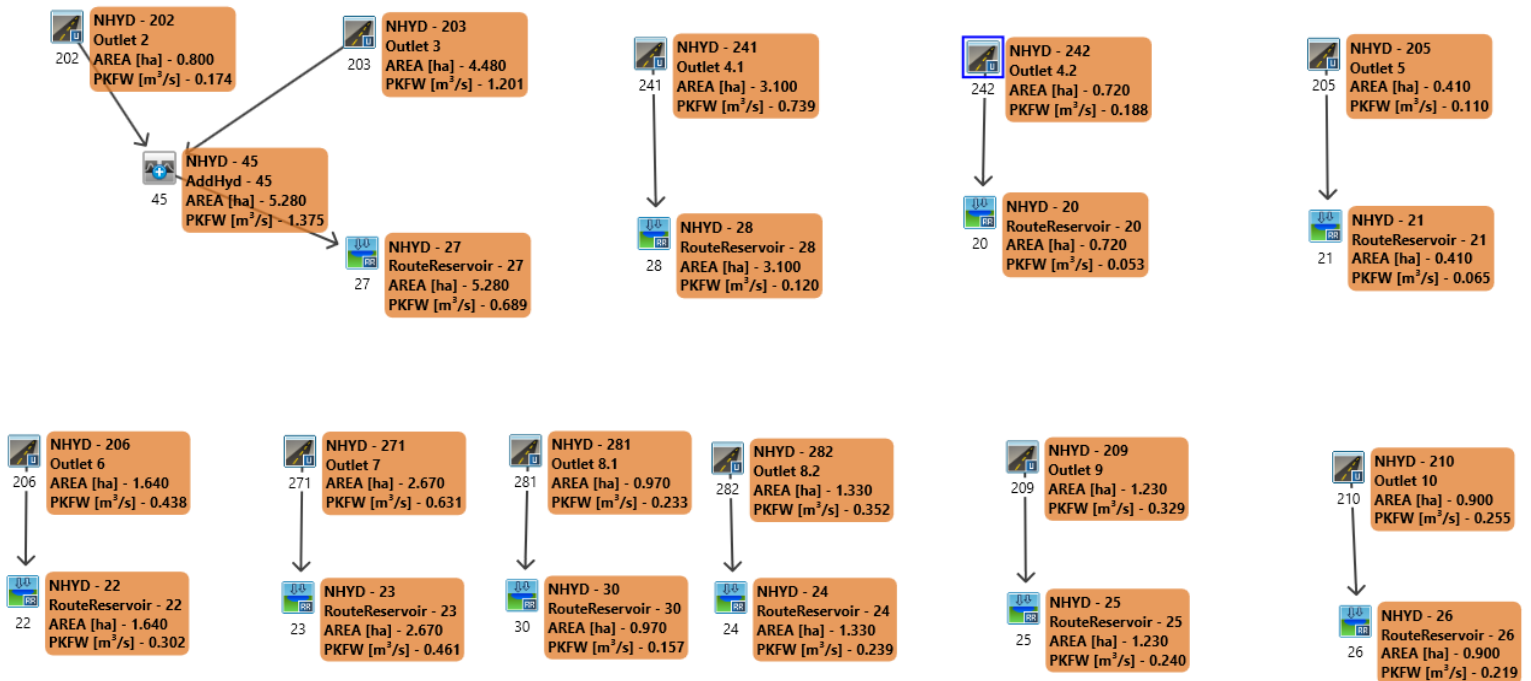 NHYD - 202
Outlet 2
AREA [ha] - 0.800
PKFW [m³/s] - 0.174
U
202
NHYD - 203
Outlet 3
AREA [ha] - 4.480
PKFW [m³/s] - 1.201
U
203
NHYD - 45
AddHyd - 45
AREA [ha] - 5.280
PKFW [m³/s] - 1.375
45
NHYD - 27
RouteReservoir - 27
AREA [ha] - 5.280
PKFW [m³/s] - 0.689
RR
27
NHYD - 241
Outlet 4.1
AREA [ha] - 3.100
PKFW [m³/s] - 0.739
U
241
NHYD - 28
RouteReservoir - 28
AREA [ha] - 3.100
PKFW [m³/s] - 0.120
RR
28
NHYD - 242
Outlet 4.2
AREA [ha] - 0.720
PKFW [m³/s] - 0.188
U
242
NHYD - 20
RouteReservoir - 20
AREA [ha] - 0.720
PKFW [m³/s] - 0.053
RR
20
NHYD - 205
Outlet 5
AREA [ha] - 0.410
PKFW [m³/s] - 0.110
U
205
NHYD - 21
RouteReservoir - 21
AREA [ha] - 0.410
PKFW [m³/s] - 0.065
RR
21
NHYD - 206
Outlet 6
AREA [ha] - 1.640
PKFW [m³/s] - 0.438
U
206
NHYD - 22
RouteReservoir - 22
AREA [ha] - 1.640
PKFW [m³/s] - 0.302
RR
22
NHYD - 271
Outlet 7
AREA [ha] - 2.670
PKFW [m³/s] - 0.631
U
271
NHYD - 23
RouteReservoir - 23
AREA [ha] - 2.670
PKFW [m³/s] - 0.461
RR
23
NHYD - 281
Outlet 8.1
AREA [ha] - 0.970
PKFW [m³/s] - 0.233
U
281
NHYD - 30
RouteReservoir - 30
AREA [ha] - 0.970
PKFW [m³/s] - 0.157
RR
30
NHYD - 282
Outlet 8.2
AREA [ha] - 1.330
PKFW [m³/s] - 0.352
U
282
NHYD - 24
RouteReservoir - 24
AREA [ha] - 1.330
PKFW [m³/s] - 0.239
RR
24
NHYD - 209
Outlet 9
AREA [ha] - 1.230
PKFW [m³/s] - 0.329
U
209
NHYD - 25
RouteReservoir - 25
AREA [ha] - 1.230
PKFW [m³/s] - 0.240
RR
25
NHYD - 210
Outlet 10
AREA [ha] - 0.900
PKFW [m³/s] - 0.255
U
210
NHYD - 26
RouteReservoir - 26
AREA [ha] - 0.900
PKFW [m³/s] - 0.219
RR
26